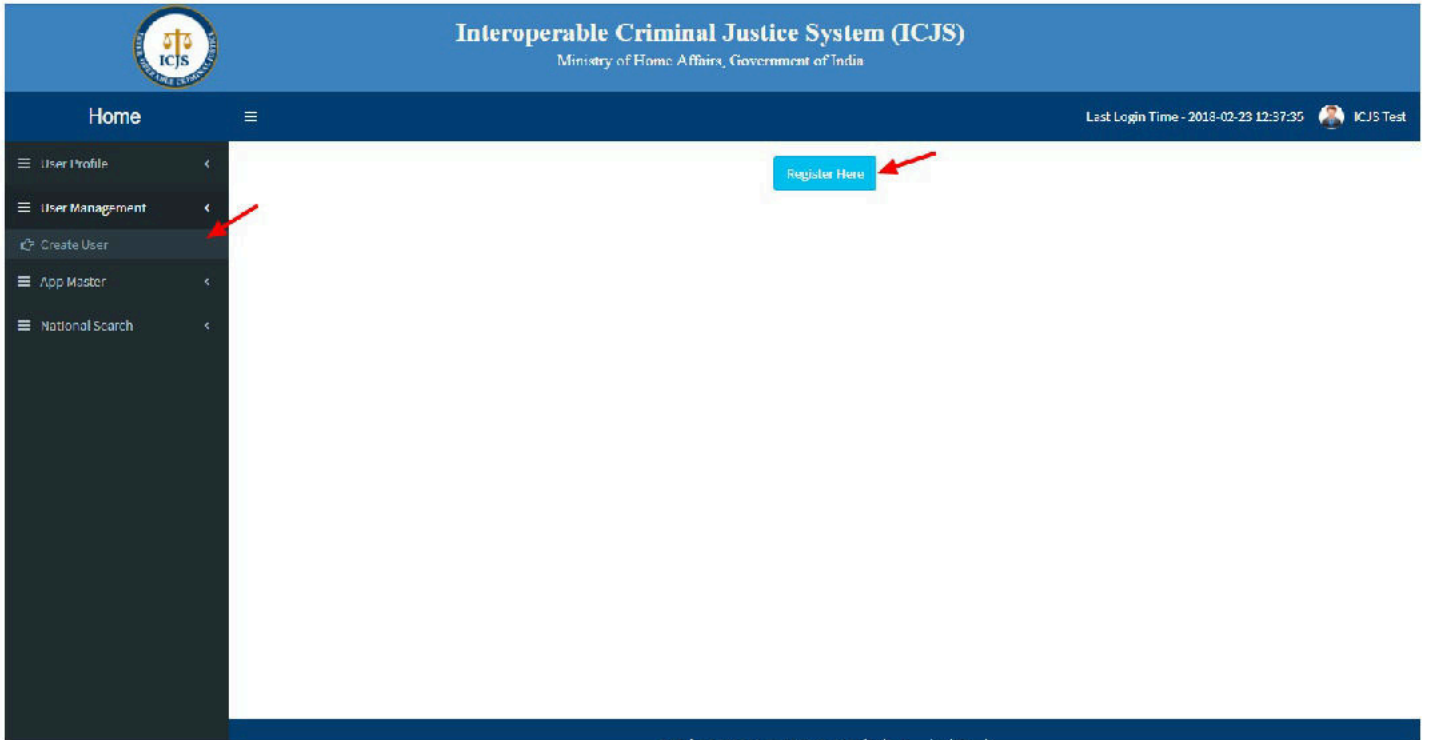 Interoperable Criminal Justice System (ICJS)
Ministry of Home Affairs, Government of India
ICJS
Home
Last Login Time - 2018-02-23 12:37:35
ICJS Test
User Profile
User Management
Create User
App Master
National Search
Register Here